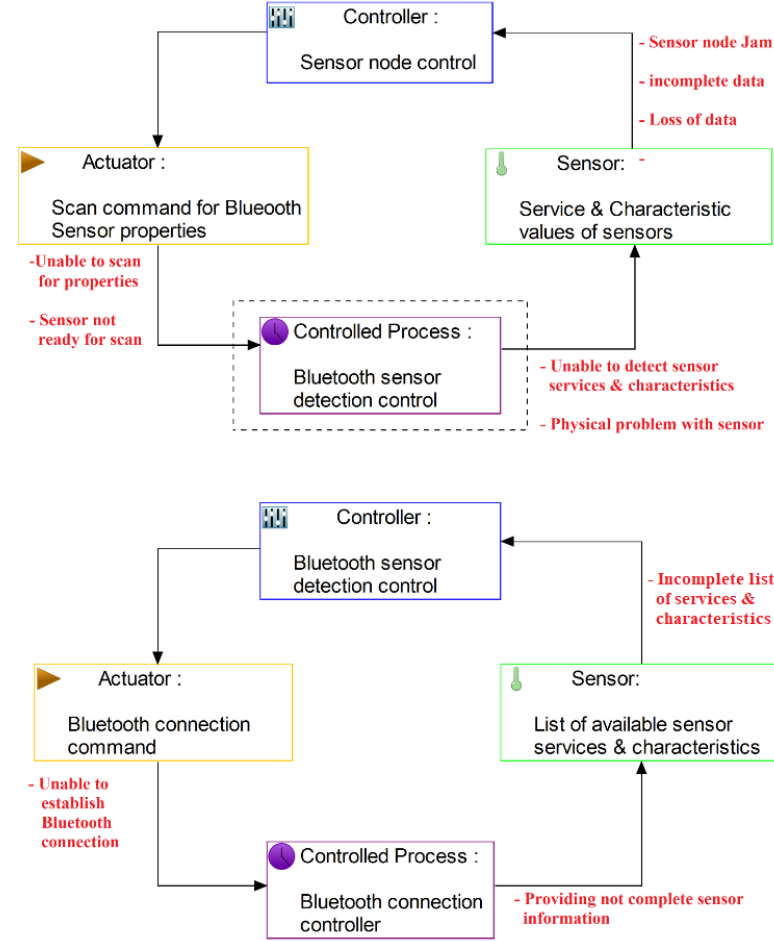 Controller :
Sensor node control
- Sensor node Jam
- incomplete data
- Loss of data
-
Actuator :
Scan command for Blueooth
Sensor properties
Sensor:
Service & Characteristic
values of sensors
-Unable to scan
for properties
- Sensor not
ready for scan
Controlled Process :
Bluetooth sensor
detection control
- Unable to detect sensor
services & characteristics
- Physical problem with sensor
Controller :
Bluetooth sensor
detection control
- Incomplete list
of services &
characteristics
Actuator :
Bluetooth connection
command
Sensor:
List of available sensor
services & characteristics
- Unable to
establish
Bluetooth
connection
Controlled Process :
Bluetooth connection
controller
- Providing not complete sensor
information